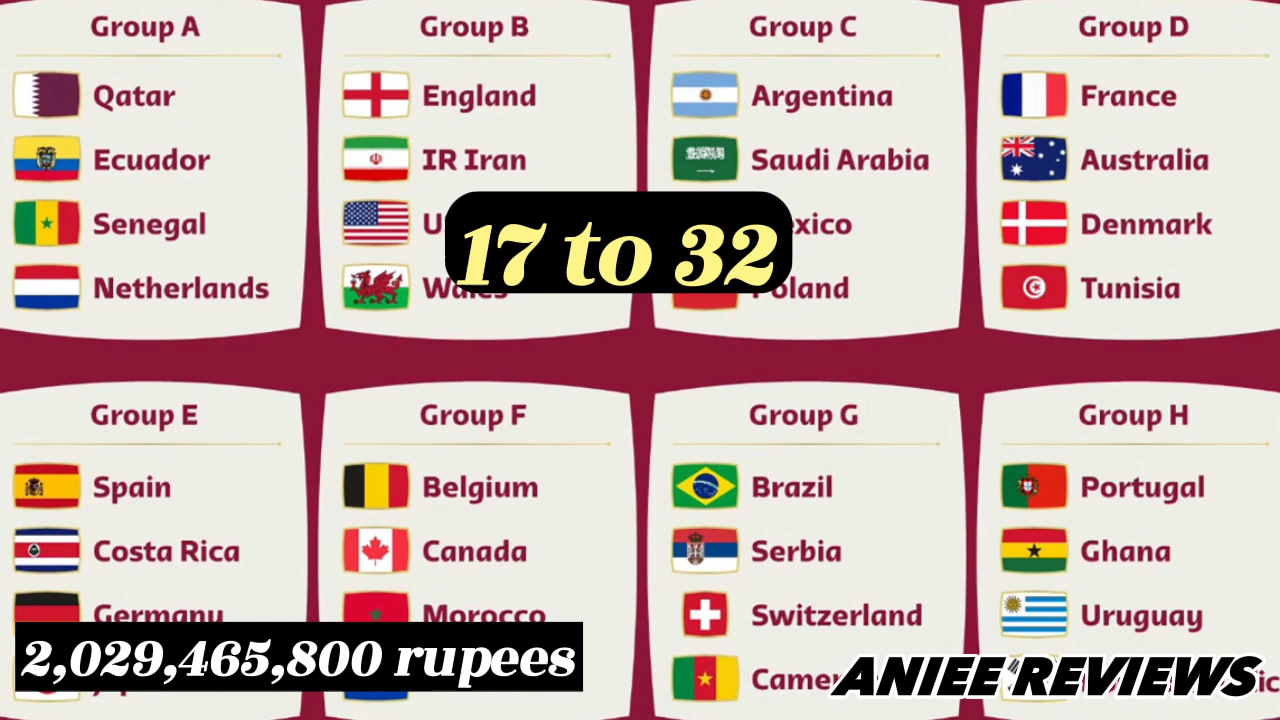 Group A
Qatar
Ecuador
Senegal
Netherlands
Group B
England
IR Iran
Wales
Group C
Argentina
Saudi Arabia
Poland
Group D
France
Australia
Denmark
Tunisia
17 to 32
Group E
Spain
Costa Rica
Germany
Group F
Belgium
Canada
Morocco
Group G
Brazil
Serbia
Switzerland
Group H
Portugal
Ghana
Uruguay
2,029,465,800 rupees
ANIEE REVIEWS